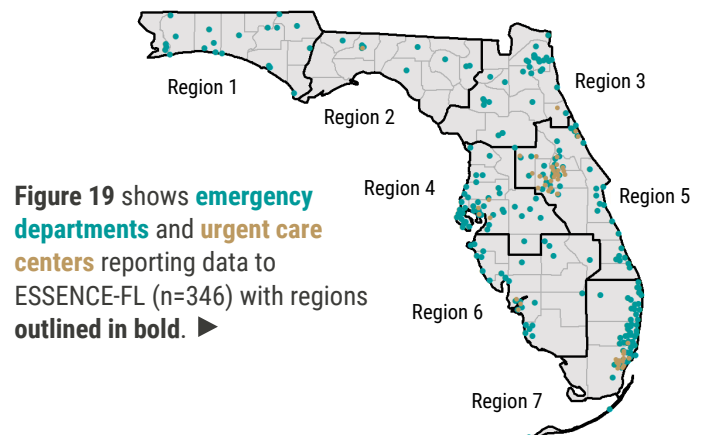 Region 1
Region 2
Region 3
Region 4
Region 5
Figure 19 shows emergency
departments and urgent care
centers reporting data to
ESSENCE-FL (n=346) with regions
outlined in bold. ►
Region 6
Region 7